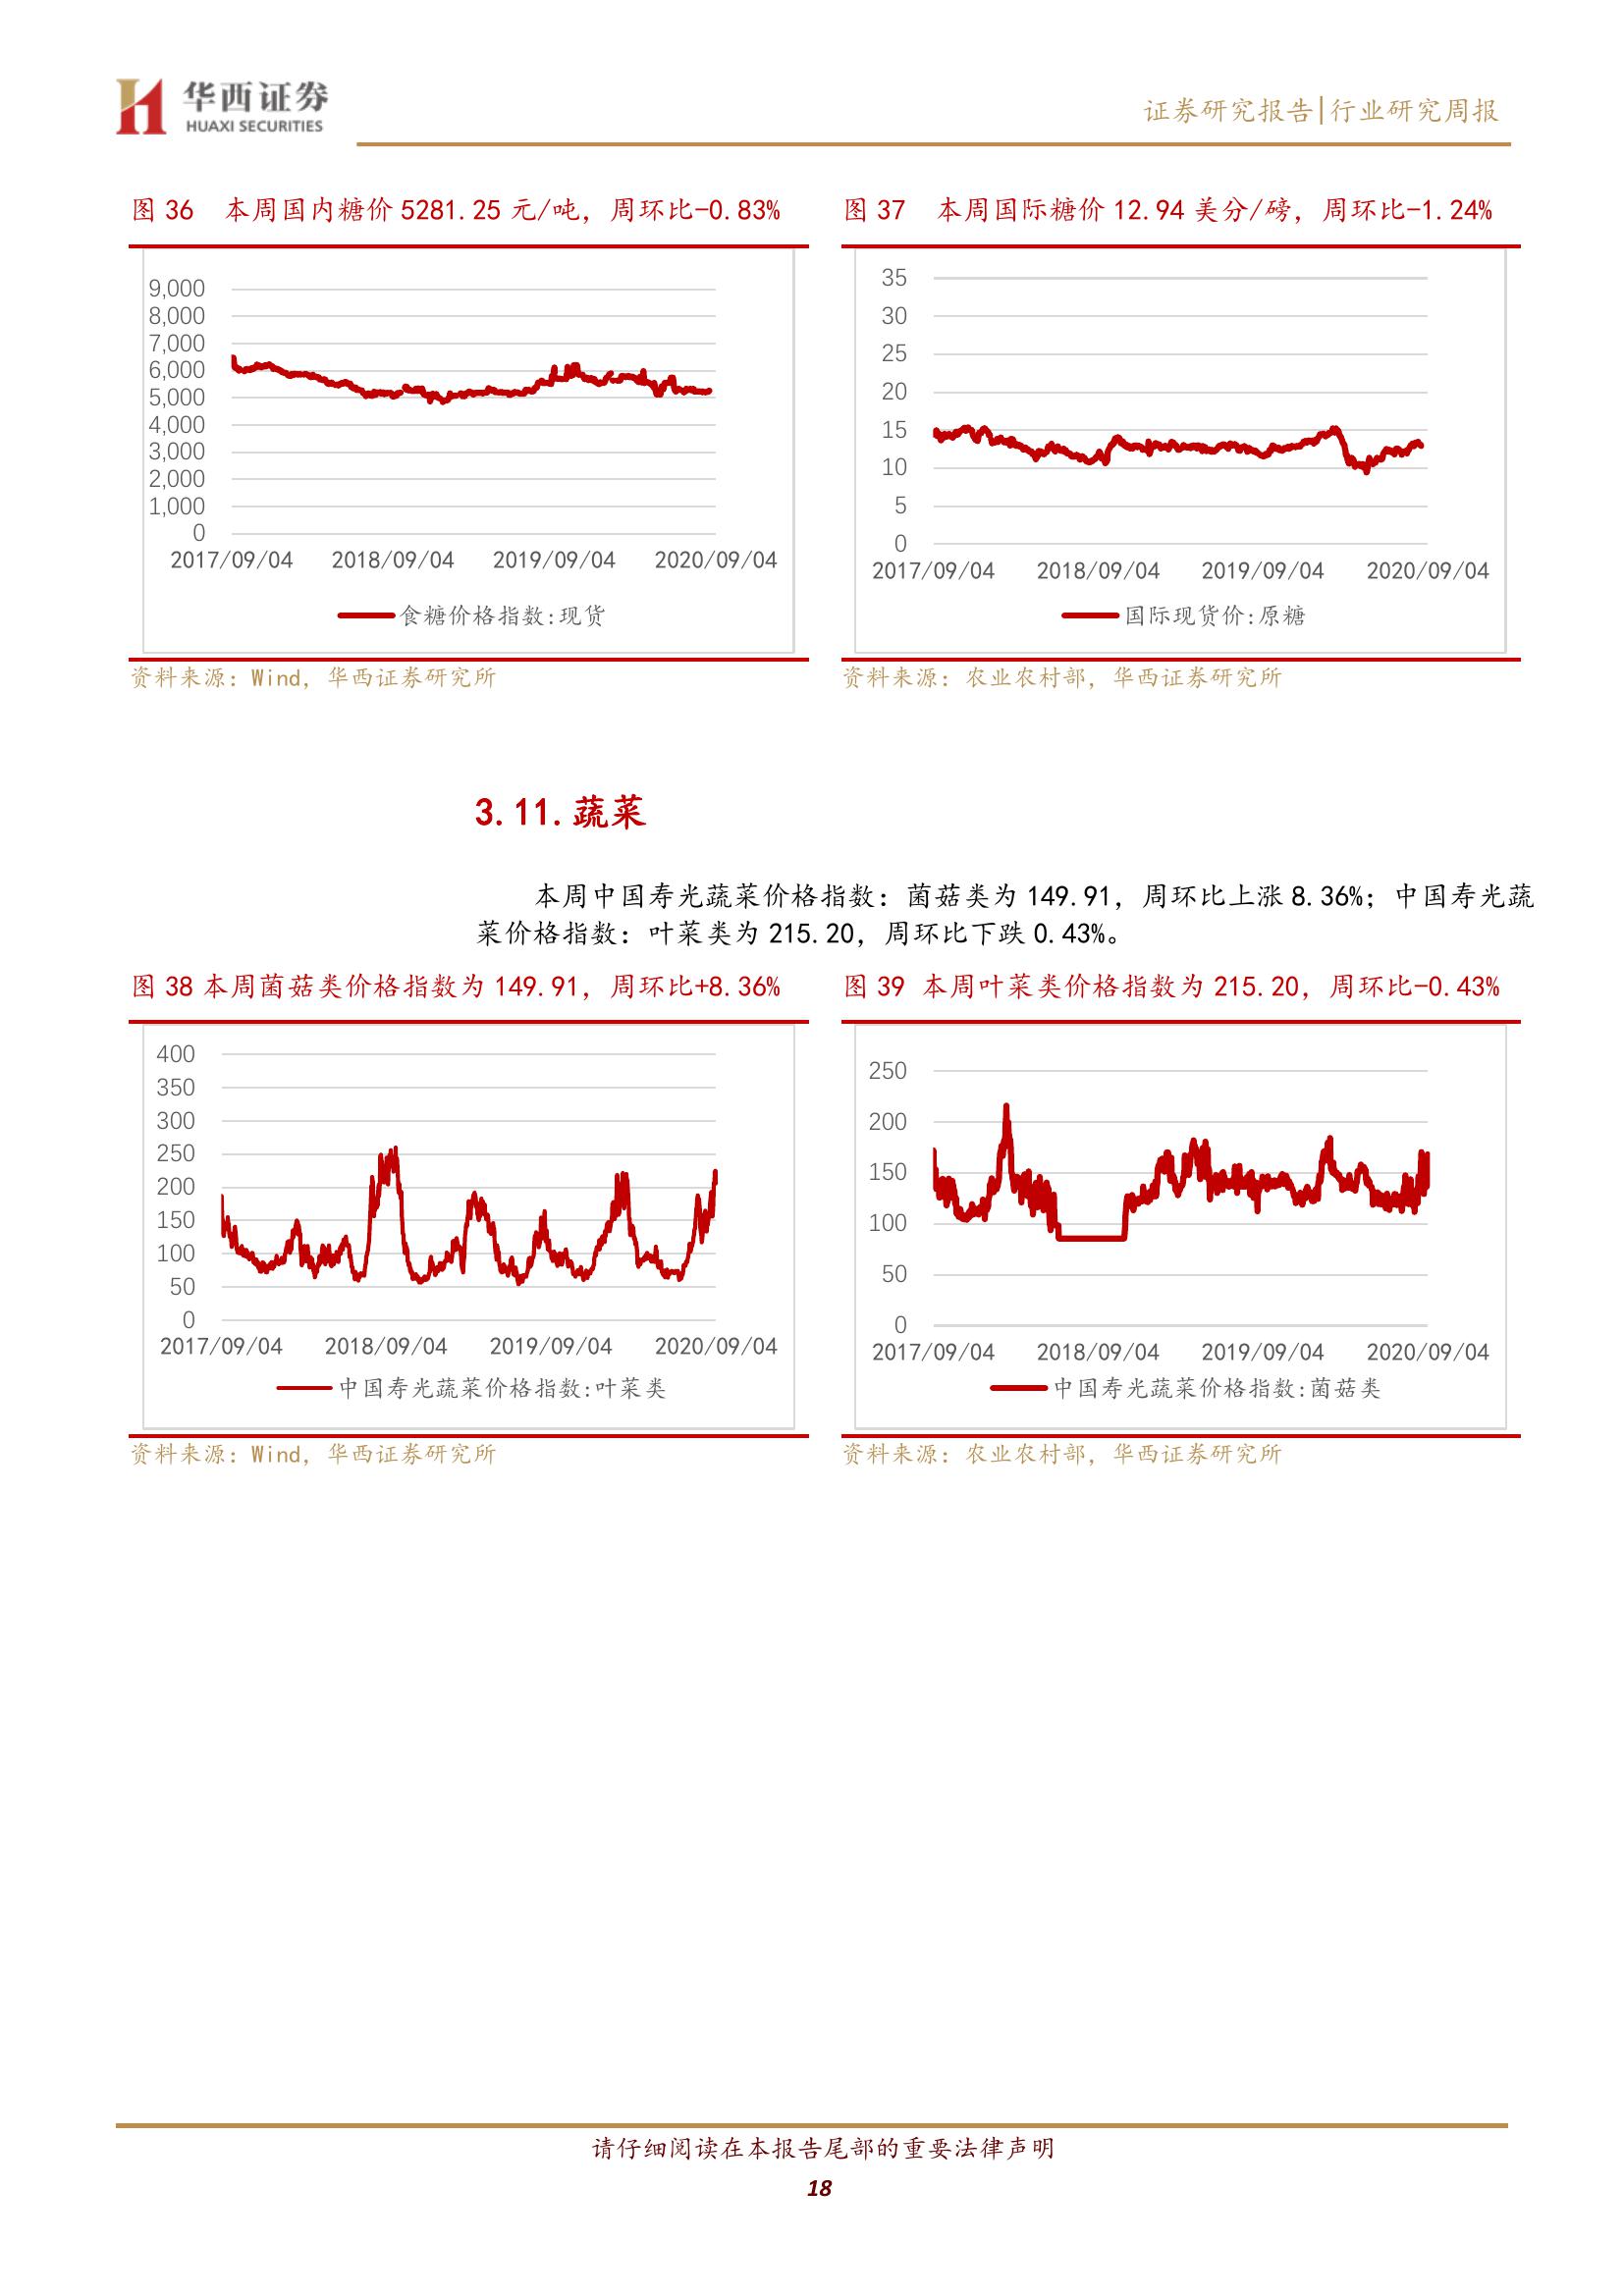 华西证券
HUAXI SECURITIES
证券研究报告|行业研究周报
图 36 本周国内糖价 5281.25 元/吨，周环比-0.83%
9,000
8,000
7,000
6,000
5,000
4,000
3,000
2,000
1,000
0
2017/09/04 2018/09/04 2019/09/04 2020/09/04
食糖价格指数:现货
资料来源：Wind，华西证券研究所
图 37 本周国际糖价 12.94 美分/磅，周环比-1.24%
35
30
25
20
15
10
5
0
2017/09/04 2018/09/04 2019/09/04 2020/09/04
国际现货价:原糖
资料来源：农业农村部，华西证券研究所
3.11.蔬菜
本周中国寿光蔬菜价格指数：菌菇类为 149.91，周环比上涨 8.36%；中国寿光蔬
菜价格指数：叶菜类为 215.20，周环比下跌 0.43%。
图 38 本周菌菇类价格指数为 149.91，周环比+8.36%
400
350
300
250
200
150
100
50
0
2017/09/04 2018/09/04 2019/09/04 2020/09/04
中国寿光蔬菜价格指数:叶菜类
资料来源：Wind，华西证券研究所
图 39 本周叶菜类价格指数为 215.20，周环比-0.43%
250
200
150
100
50
0
2017/09/04 2018/09/04 2019/09/04 2020/09/04
中国寿光蔬菜价格指数:菌菇类
资料来源：农业农村部，华西证券研究所
请仔细阅读在本报告尾部的重要法律声明
18